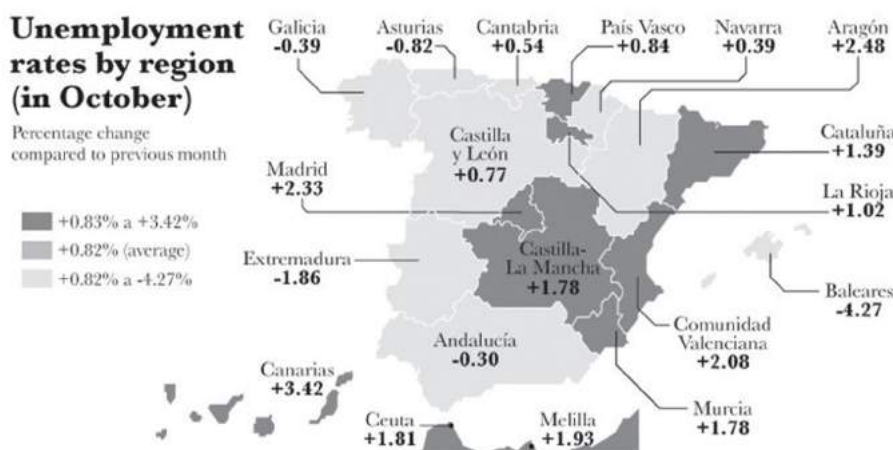 Unemployment
rates by region
(in October)
Percentage change
compared to previous month
+0.83% a +3.42%
+0.82% (average)
+0.82% a -4.27%
Galicia
-0.39
Asturias
-0.82
Cantabria
+0.54
País Vasco
+0.84
Navarra
+0.39
Aragón
+2.48
Castilla
y León
+0.77
Cataluña
+1.39
Madrid
+2.33
La Rioja
+1.02
Extremadura
-1.86
Castilla-
La Mancha
+1.78
Baleares
-4.27
Andalucía
-0.30
Comunidad
Valenciana
+2.08
Canarias
+3.42
Murcia
+1.78
Ceuta
+1.81
Melilla
+1.93